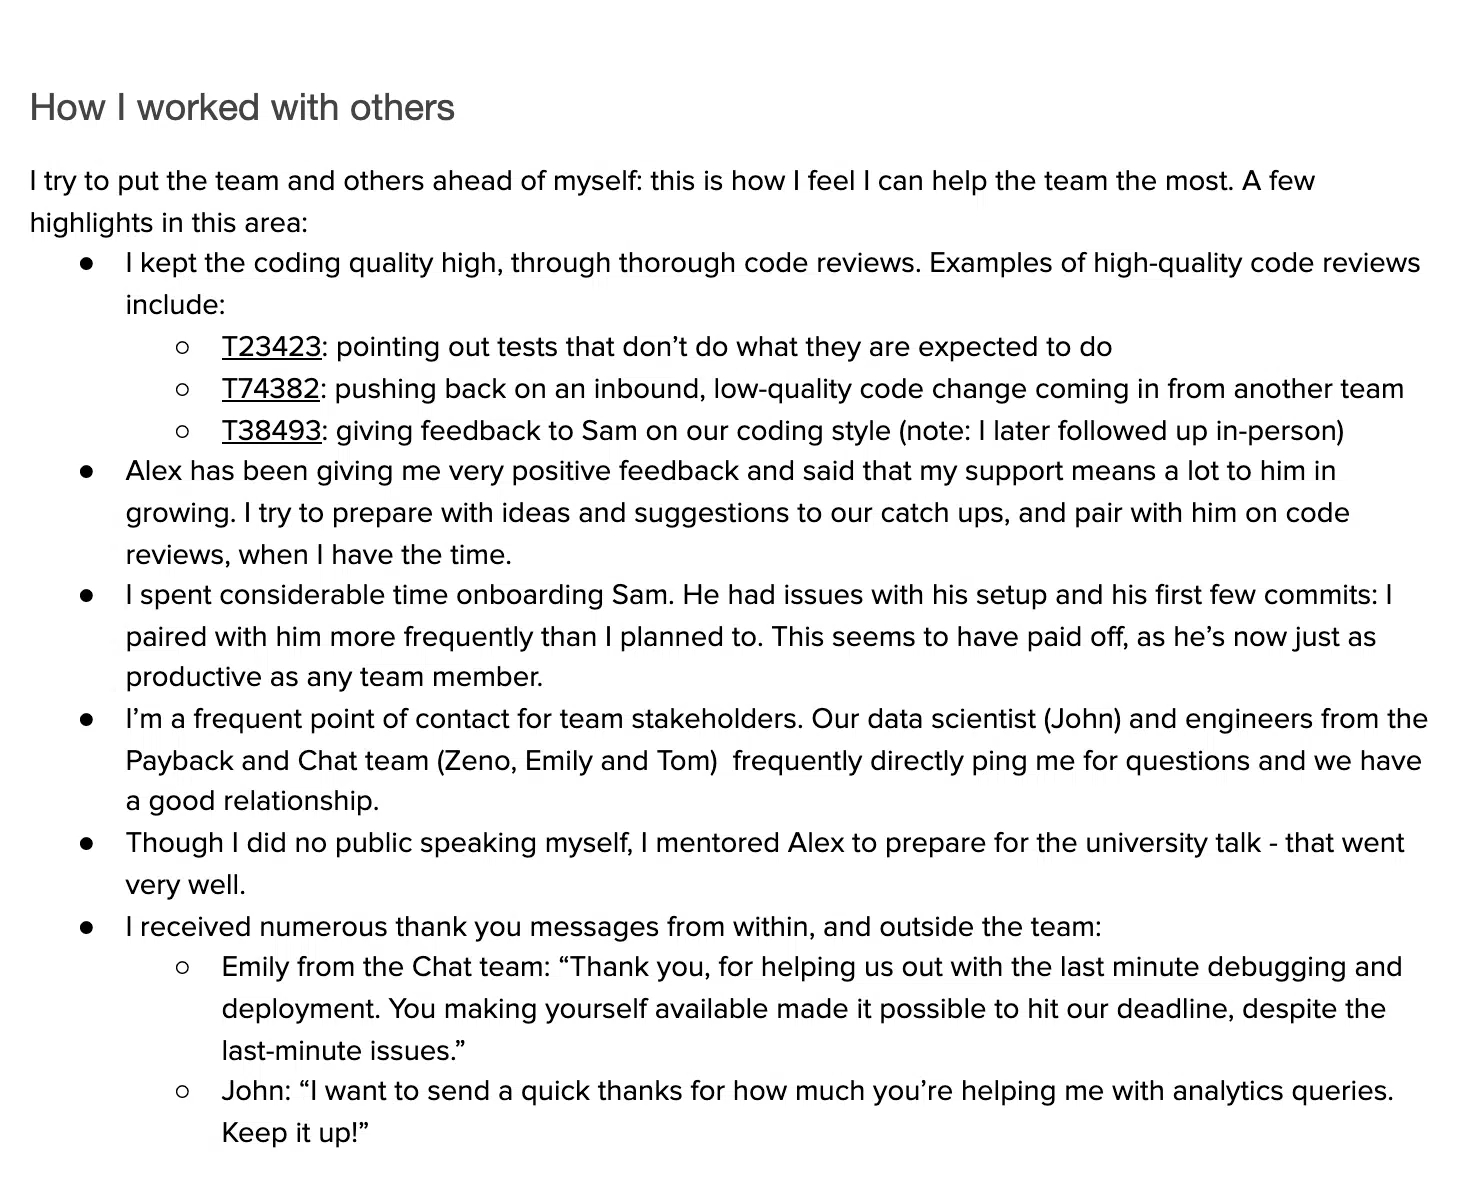 How I worked with others
I try to put the team and others ahead of myself: this is how I feel I can help the team the most. A few
highlights in this area:
● I kept the coding quality high, through thorough code reviews. Examples of high-quality code reviews
include:
○ T23423: pointing out tests that don’t do what they are expected to do
○ T74382: pushing back on an inbound, low-quality code change coming in from another team
○ T38493: giving feedback to Sam on our coding style (note: I later followed up in-person)
● Alex has been giving me very positive feedback and said that my support means a lot to him in
growing. I try to prepare with ideas and suggestions to our catch ups, and pair with him on code
reviews, when I have the time.
● I spent considerable time onboarding Sam. He had issues with his setup and his first few commits: I
paired with him more frequently than I planned to. This seems to have paid off, as he’s now just as
productive as any team member.
● I’m a frequent point of contact for team stakeholders. Our data scientist (John) and engineers from the
Payback and Chat team (Zeno, Emily and Tom)  frequently directly ping me for questions and we have
a good relationship.
● Though I did no public speaking myself, I mentored Alex to prepare for the university talk - that went
very well.
● I received numerous thank you messages from within, and outside the team:
○ Emily from the Chat team: “Thank you, for helping us out with the last minute debugging and
deployment. You making yourself available made it possible to hit our deadline, despite the
last-minute issues.”
○ John: “I want to send a quick thanks for how much you’re helping me with analytics queries.
Keep it up!”